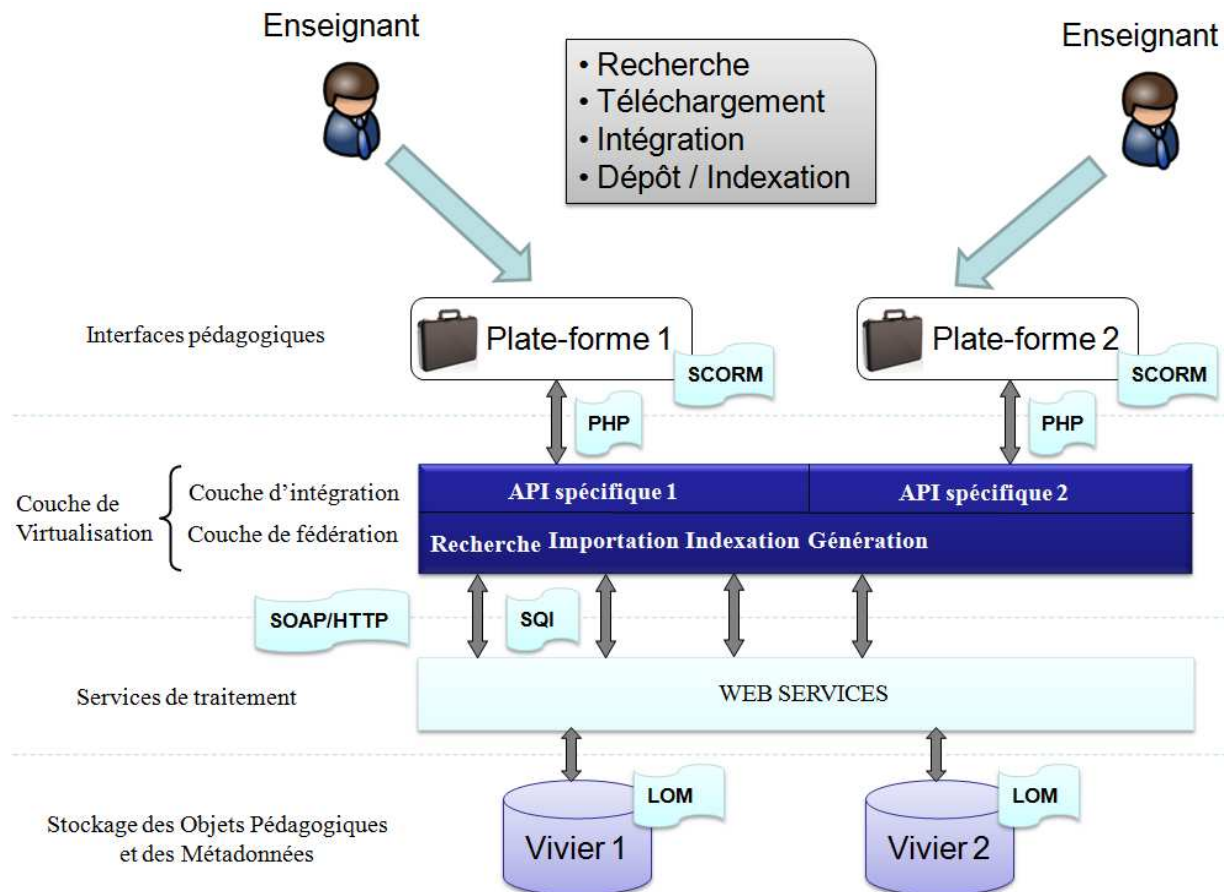 Enseignant
Enseignant
• Recherche
• Téléchargement
• Intégration
• Dépôt / Indexation
Interfaces pédagogiques
Plate-forme 1
SCORM
Plate-forme 2
SCORM
PHP
PHP
Couche de
Virtualisation
Couche d’intégration
Couche de fédération
API spécifique 1
API spécifique 2
Recherche Importation Indexation Génération
SOAP/HTTP
SQI
Services de traitement
WEB SERVICES
LOM
LOM
Stockage des Objets Pédagogiques
et des Métadonnées
Vivier 1
Vivier 2